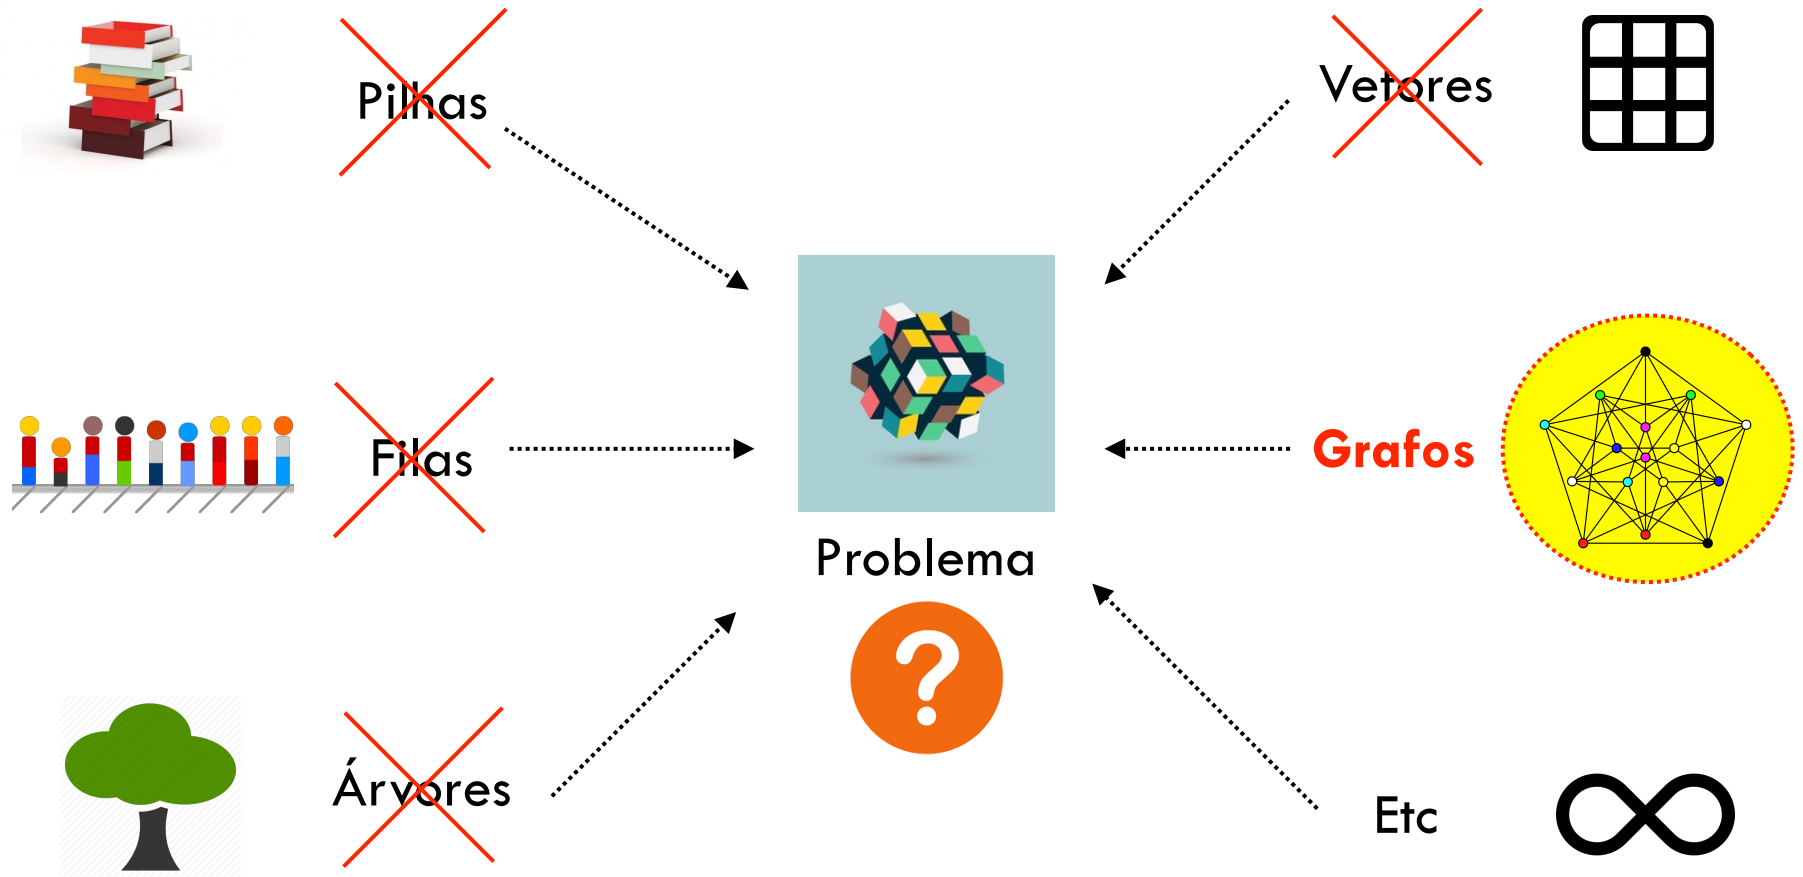 Pilhas
Vetores
Filas
Grafos
Problema
?
Árvores
Etc